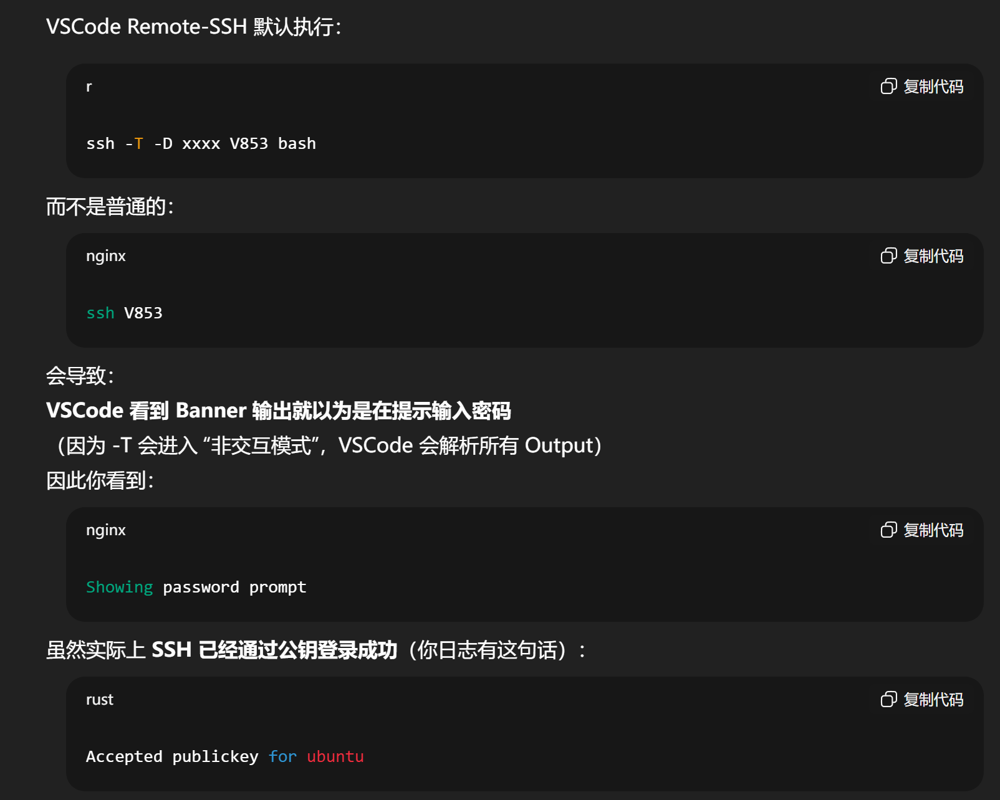 VSCode Remote-SSH 默认执行：
r
复制代码
ssh -T -D xxxx V853 bash
而不是普通的：
nginx
复制代码
ssh V853
会导致：
VSCode 看到 Banner 输出就以为是在提示输入密码
（因为 -T 会进入 “非交互模式”，VSCode 会解析所有 Output）
因此你看到：
nginx
复制代码
Showing password prompt
虽然实际上 SSH 已经通过公钥登录成功（你日志有这句话）：
rust
复制代码
Accepted publickey for ubuntu